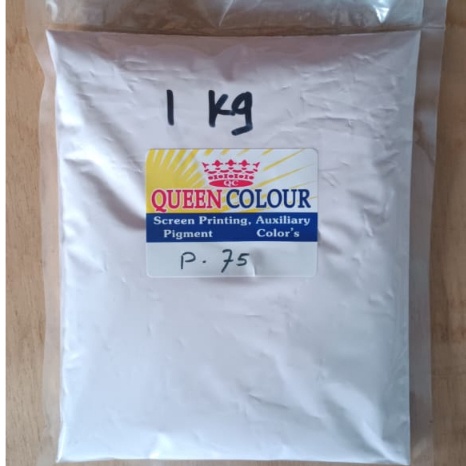 1 Kg
QC
QUEEN COLOUR
Screen Printing, Auxiliary
Pigment Color's
P. 75